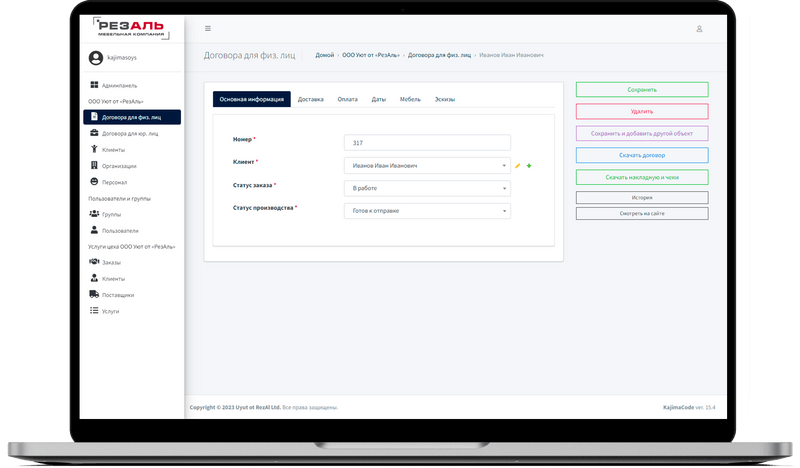 РЕЗАЛЬ
МЕБЕЛЬНАЯ КОМПАНИЯ
kajimasoys
Админпанель
ООО Уют от «РезАль»
Договора для физ. лиц
Договора для юр. лиц
Клиенты
Организации
Персонал
Пользователи и группы
Группы
Пользователи
Услуги цеха ООО Уют от «РезАль»
Заказы
Клиенты
Поставщики
Услуги
Договора для физ. лиц
Домой › ООО Уют от «РезАль» › Договора для физ. лиц › Иванов Иван Иванович
Основная информация Доставка Оплата Даты Мебель Эскизы
Номер * 317
Клиент * Иванов Иван Иванович
Статус заказа * В работе
Статус производства * Готов к отправке
Сохранить
Удалить
Сохранить и добавить другой объект
Скачать договор
Скачать накладную и чехи
История
Смотреть на сайте
Copyright © 2023 Uyut ot RezAl Ltd. Все права защищены.
KajimaCode ver. 15.4